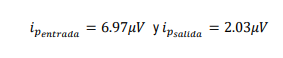 i_{p_{entrada}} = 6.97μV y i_{p_{salida}} = 2.03μV